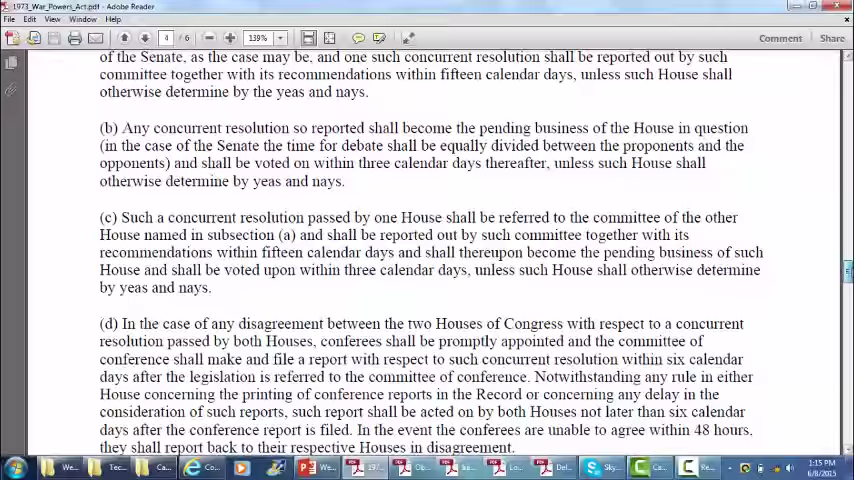 1973_War_Powers_Act.pdf - Adobe Reader
File Edit View Window Help
4 / 6 139% Comment Share
of the Senate, as the case may be, and one such concurrent resolution shall be reported out by such
committee together with its recommendations within fifteen calendar days, unless such House shall
otherwise determine by the yeas and nays.
(b) Any concurrent resolution so reported shall become the pending business of the House in question
(in the case of the Senate the time for debate shall be equally divided between the proponents and the
opponents) and shall be voted on within three calendar days thereafter, unless such House shall
otherwise determine by yeas and nays.
(c) Such a concurrent resolution passed by one House shall be referred to the committee of the other
House named in subsection (a) and shall be reported out by such committee together with its
recommendations within fifteen calendar days and shall thereupon become the pending business of such
House and shall be voted upon within three calendar days, unless such House shall otherwise determine
by yeas and nays.
(d) In the case of any disagreement between the two Houses of Congress with respect to a concurrent
resolution passed by both Houses, conferees shall be promptly appointed and the committee of
conference shall make and file a report with respect to such concurrent resolution within six calendar
days after the legislation is referred to the committee of conference. Notwithstanding any rule in either
House concerning the printing of conference reports in the Record or concerning any delay in the
consideration of such reports, such report shall be acted on by both Houses not later than six calendar
days after the conference report is filed. In the event the conferees are unable to agree within 48 hours,
they shall report back to their respective Houses in disagreement.
We... Tec... Ca... Co... We... 197... Ob... Lo... Del... Sky... Ca... Re... 1:15 PM
6/8/2015